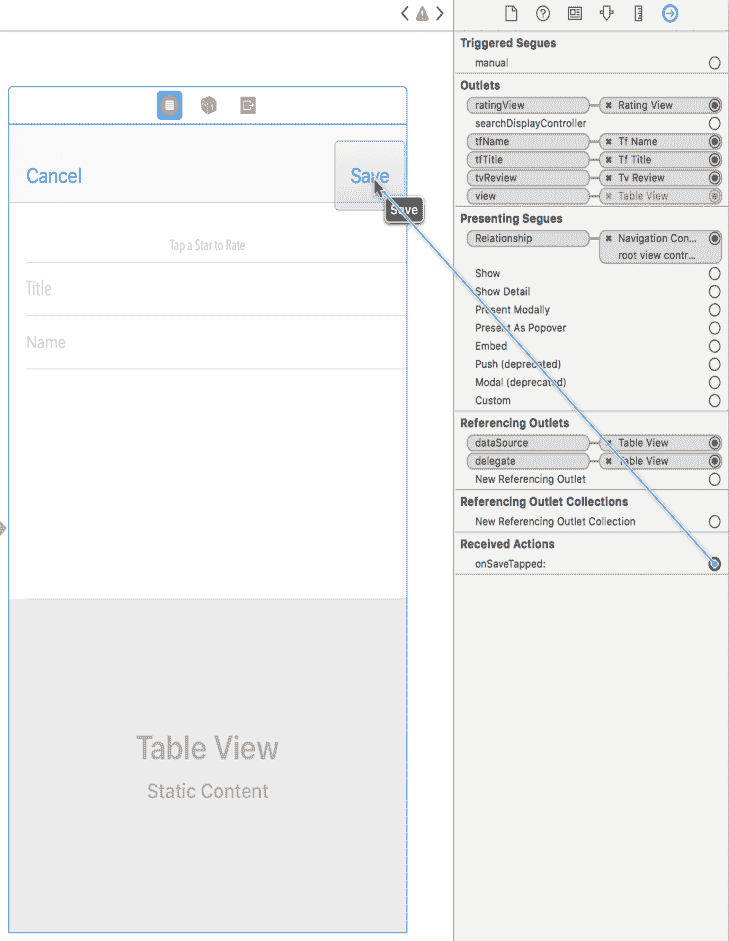 Cancel
Save
Save
Tap a Star to Rate
Title
Name
Table View
Static Content
Triggered Segues
manual
Outlets
ratingView Rating View
searchDisplayController
tfName Tf Name
tfTitle Tf Title
tvReview Tv Review
view Table View
Presenting Segues
Relationship Navigation Con...
root view contr...
Show
Show Detail
Present Modally
Present As Popover
Embed
Push (deprecated)
Modal (deprecated)
Custom
Referencing Outlets
dataSource Table View
delegate Table View
New Referencing Outlet
Referencing Outlet Collections
New Referencing Outlet Collection
Received Actions
onSaveTapped: